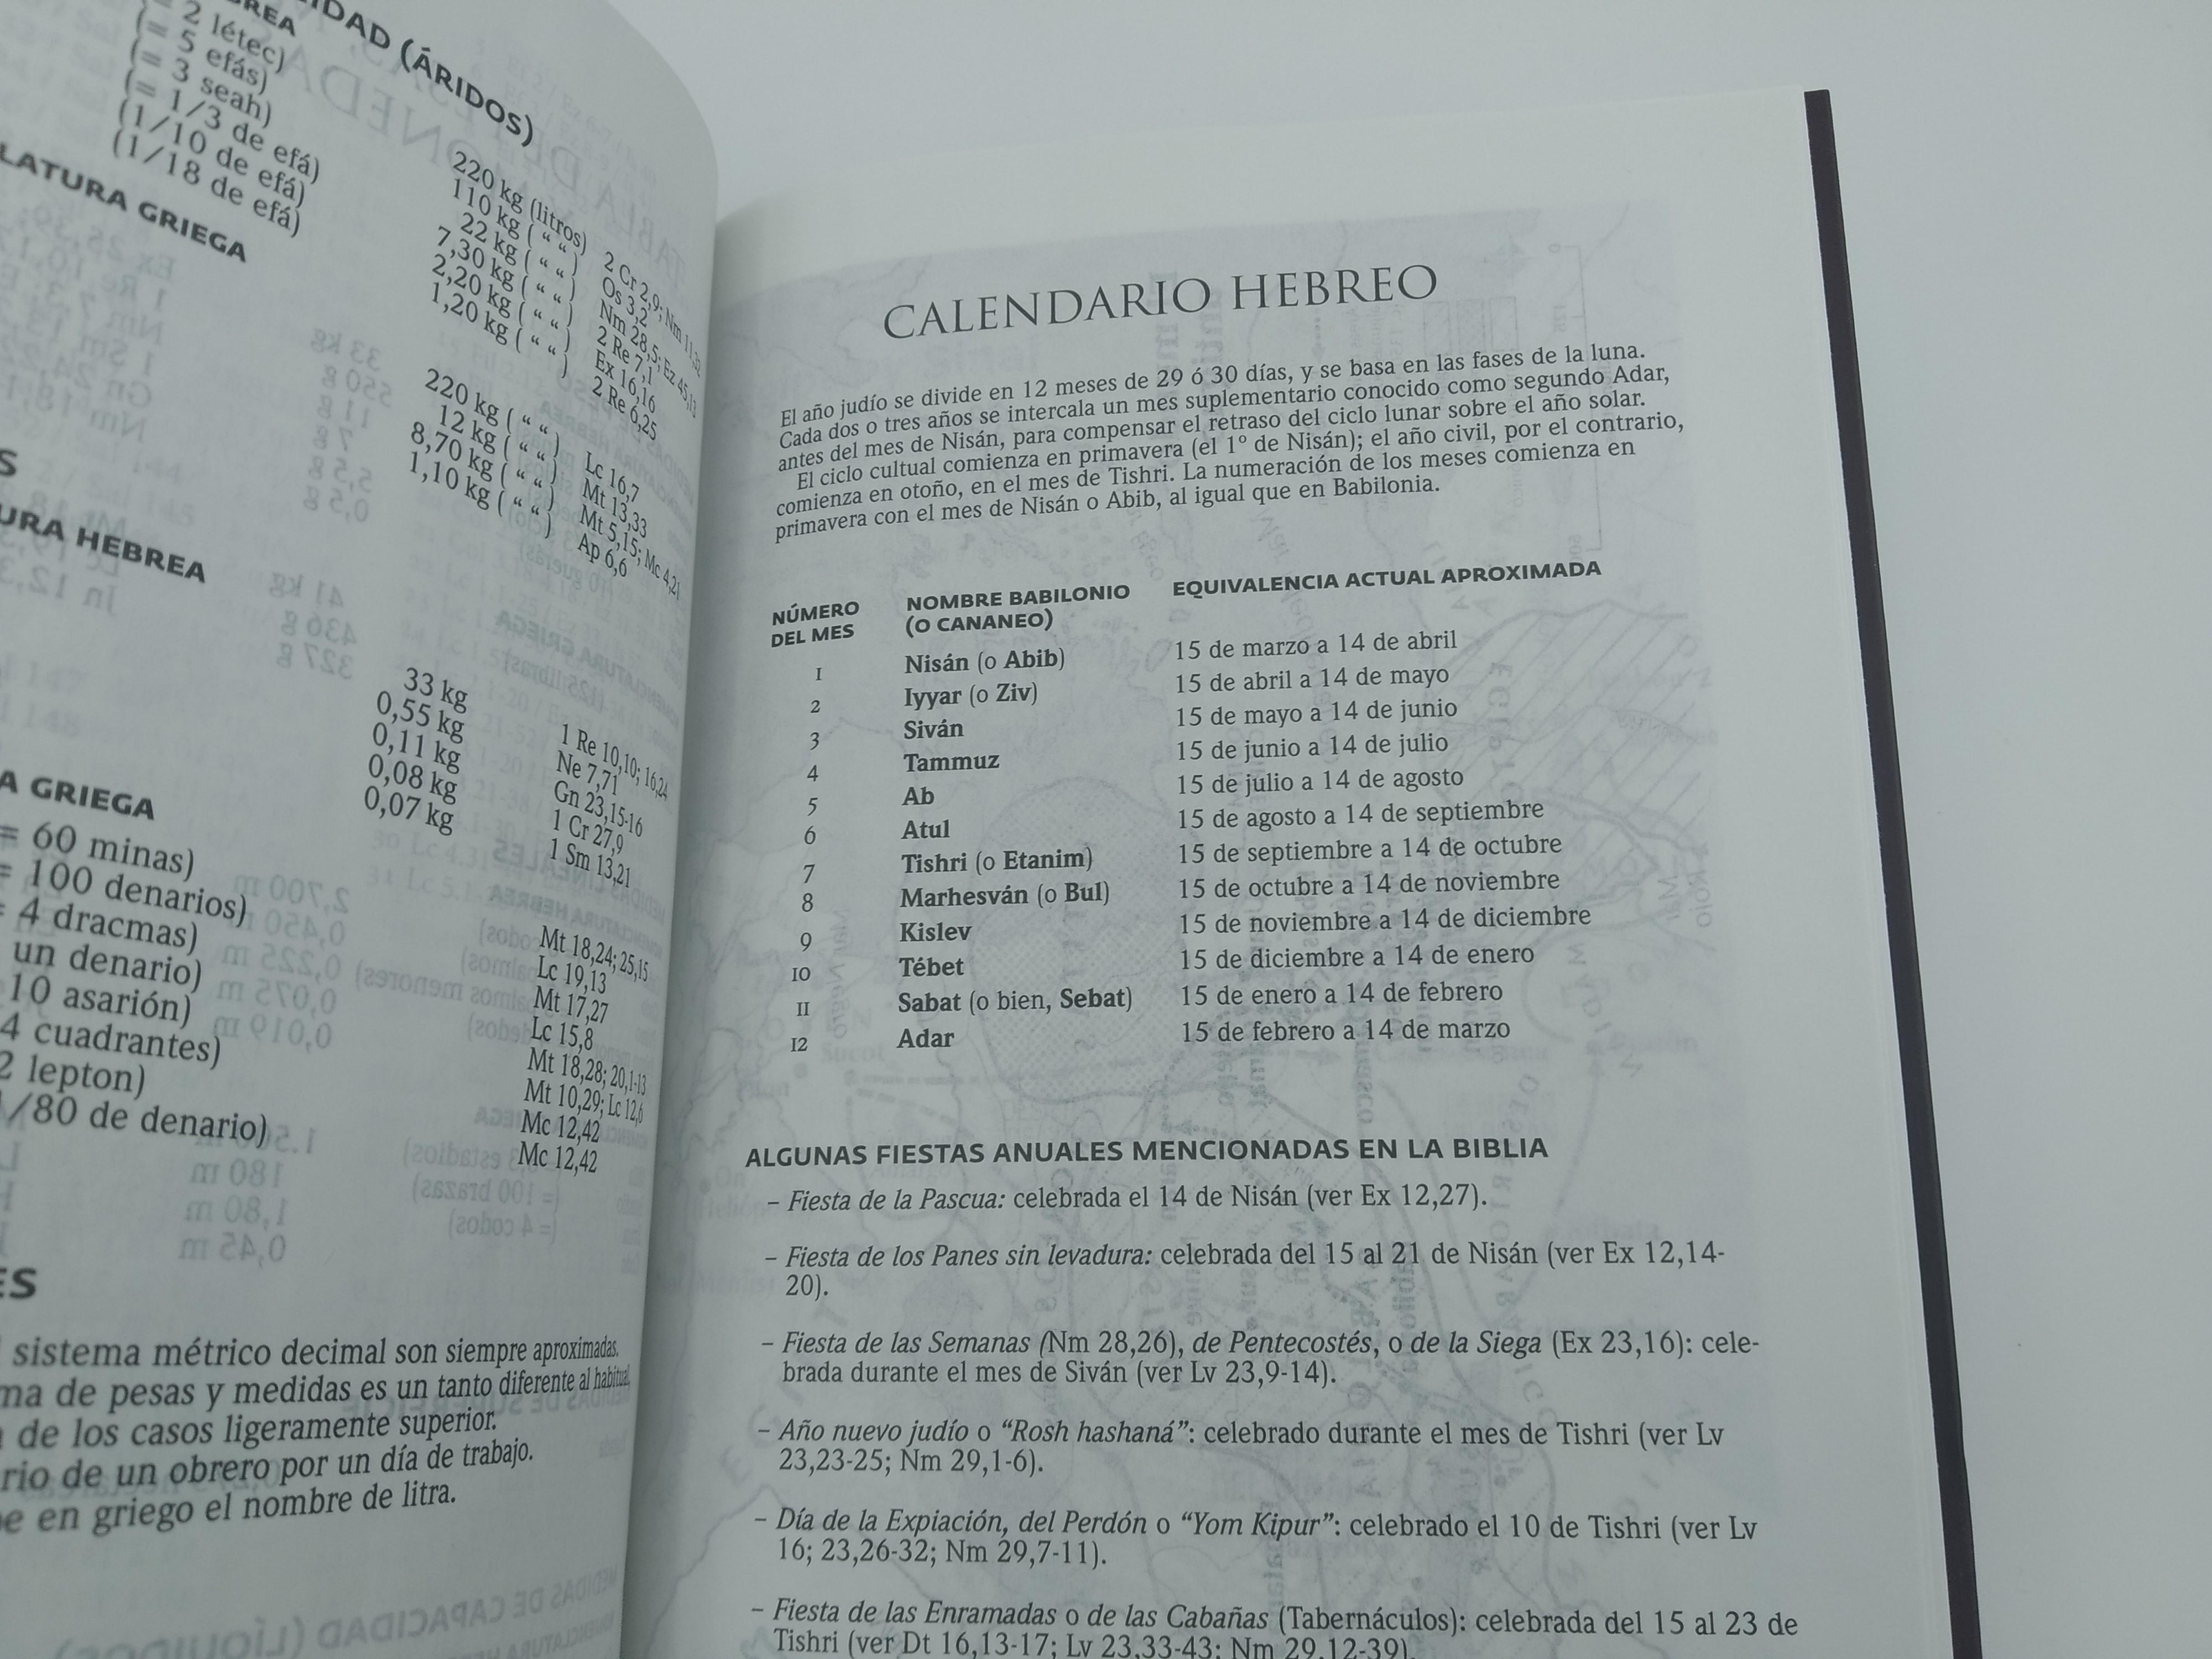 IDAD (ÁRIDOS)
BREA
2 létec)
(= 5 efás)
(= 3 seah)
(= 1/3 de efá)
(1/10 de efá)
(1/18 de efá)
220 kg (litros)
110 kg ( “ “ )
22 kg ( “ “ )
7,30 kg ( “ “ )
2,20 kg ( “ “ )
1,20 kg ( “ “ )
2 Cr 2,9; Nm 11,32
Os 3,2
Nm 28,5; Ez 45,13
2 Re 7,1
Ex 16,16
2 Re 6,25
LATURA GRIEGA
220 kg ( “ “ )
12 kg ( “ “ )
8,70 kg ( “ “ )
1,10 kg ( “ “ )
Lc 16,7
Mt 13,33
Mt 5,15; Mc 4,21
Ap 6,6
S
URA HEBREA
33 kg
0,55 kg
0,11 kg
0,08 kg
0,07 kg
1 Re 10,10; 16,24
Ne 7,71
Gn 23,15-16
1 Cr 27,9
1 Sm 13,21
A GRIEGA
= 60 minas)
= 100 denarios)
= 4 dracmas)
un denario)
10 asarión)
4 cuadrantes)
2 lepton)
1/80 de denario)
Mt 18,24; 25,15
Lc 19,13
Mt 17,27
Lc 15,8
Mt 18,28; 20,1-13
Mt 10,29; Lc 12,6
Mc 12,42
Mc 12,42
ES
sistema métrico decimal son siempre aproximadas.
ma de pesas y medidas es un tanto diferente al habitual,
de los casos ligeramente superior.
rio de un obrero por un día de trabajo.
e en griego el nombre de litra.
CALENDARIO HEBREO
El año judío se divide en 12 meses de 29 ó 30 días, y se basa en las fases de la luna.
Cada dos o tres años se intercala un mes suplementario conocido como segundo Adar,
antes del mes de Nisán, para compensar el retraso del ciclo lunar sobre el año solar.
El ciclo cultual comienza en primavera (el 1º de Nisán); el año civil, por el contrario,
comienza en otoño, en el mes de Tishri. La numeración de los meses comienza en
primavera con el mes de Nisán o Abib, al igual que en Babilonia.
NÚMERO DEL MES NOMBRE BABILONIO (O CANANEO) EQUIVALENCIA ACTUAL APROXIMADA
1 Nisán (o Abib) 15 de marzo a 14 de abril
2 Iyyar (o Ziv) 15 de abril a 14 de mayo
3 Siván 15 de mayo a 14 de junio
4 Tammuz 15 de junio a 14 de julio
5 Ab 15 de julio a 14 de agosto
6 Atul 15 de agosto a 14 de septiembre
7 Tishri (o Etanim) 15 de septiembre a 14 de octubre
8 Marhesván (o Bul) 15 de octubre a 14 de noviembre
9 Kislev 15 de noviembre a 14 de diciembre
10 Tébet 15 de diciembre a 14 de enero
11 Sabat (o bien, Sebat) 15 de enero a 14 de febrero
12 Adar 15 de febrero a 14 de marzo
ALGUNAS FIESTAS ANUALES MENCIONADAS EN LA BIBLIA
– Fiesta de la Pascua: celebrada el 14 de Nisán (ver Ex 12,27).
– Fiesta de los Panes sin levadura: celebrada del 15 al 21 de Nisán (ver Ex 12,14-
20).
– Fiesta de las Semanas (Nm 28,26), de Pentecostés, o de la Siega (Ex 23,16): cele-
brada durante el mes de Siván (ver Lv 23,9-14).
– Año nuevo judío o “Rosh hashaná”: celebrado durante el mes de Tishri (ver Lv
23,23-25; Nm 29,1-6).
– Día de la Expiación, del Perdón o “Yom Kipur”: celebrado el 10 de Tishri (ver Lv
16; 23,26-32; Nm 29,7-11).
– Fiesta de las Enramadas o de las Cabañas (Tabernáculos): celebrada del 15 al 23 de
Tishri (ver Dt 16,13-17; Lv 23,33-43; Nm 29,12-39).